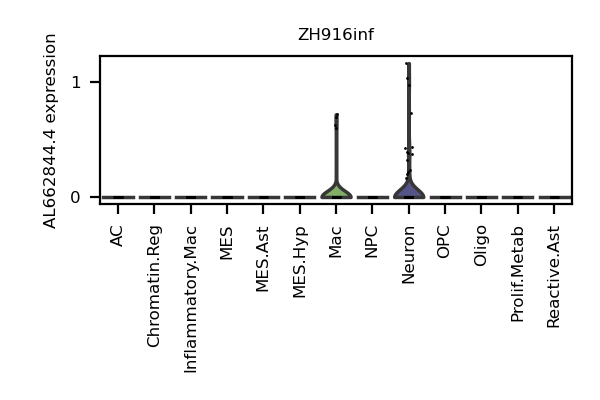 ZH916inf
AL662844.4 expression
1
0
AC
Chromatin.Reg
Inflammatory.Mac
MES
MES.Ast
MES.Hyp
Mac
NPC
Neuron
OPC
Oligo
Prolif.Metab
Reactive.Ast